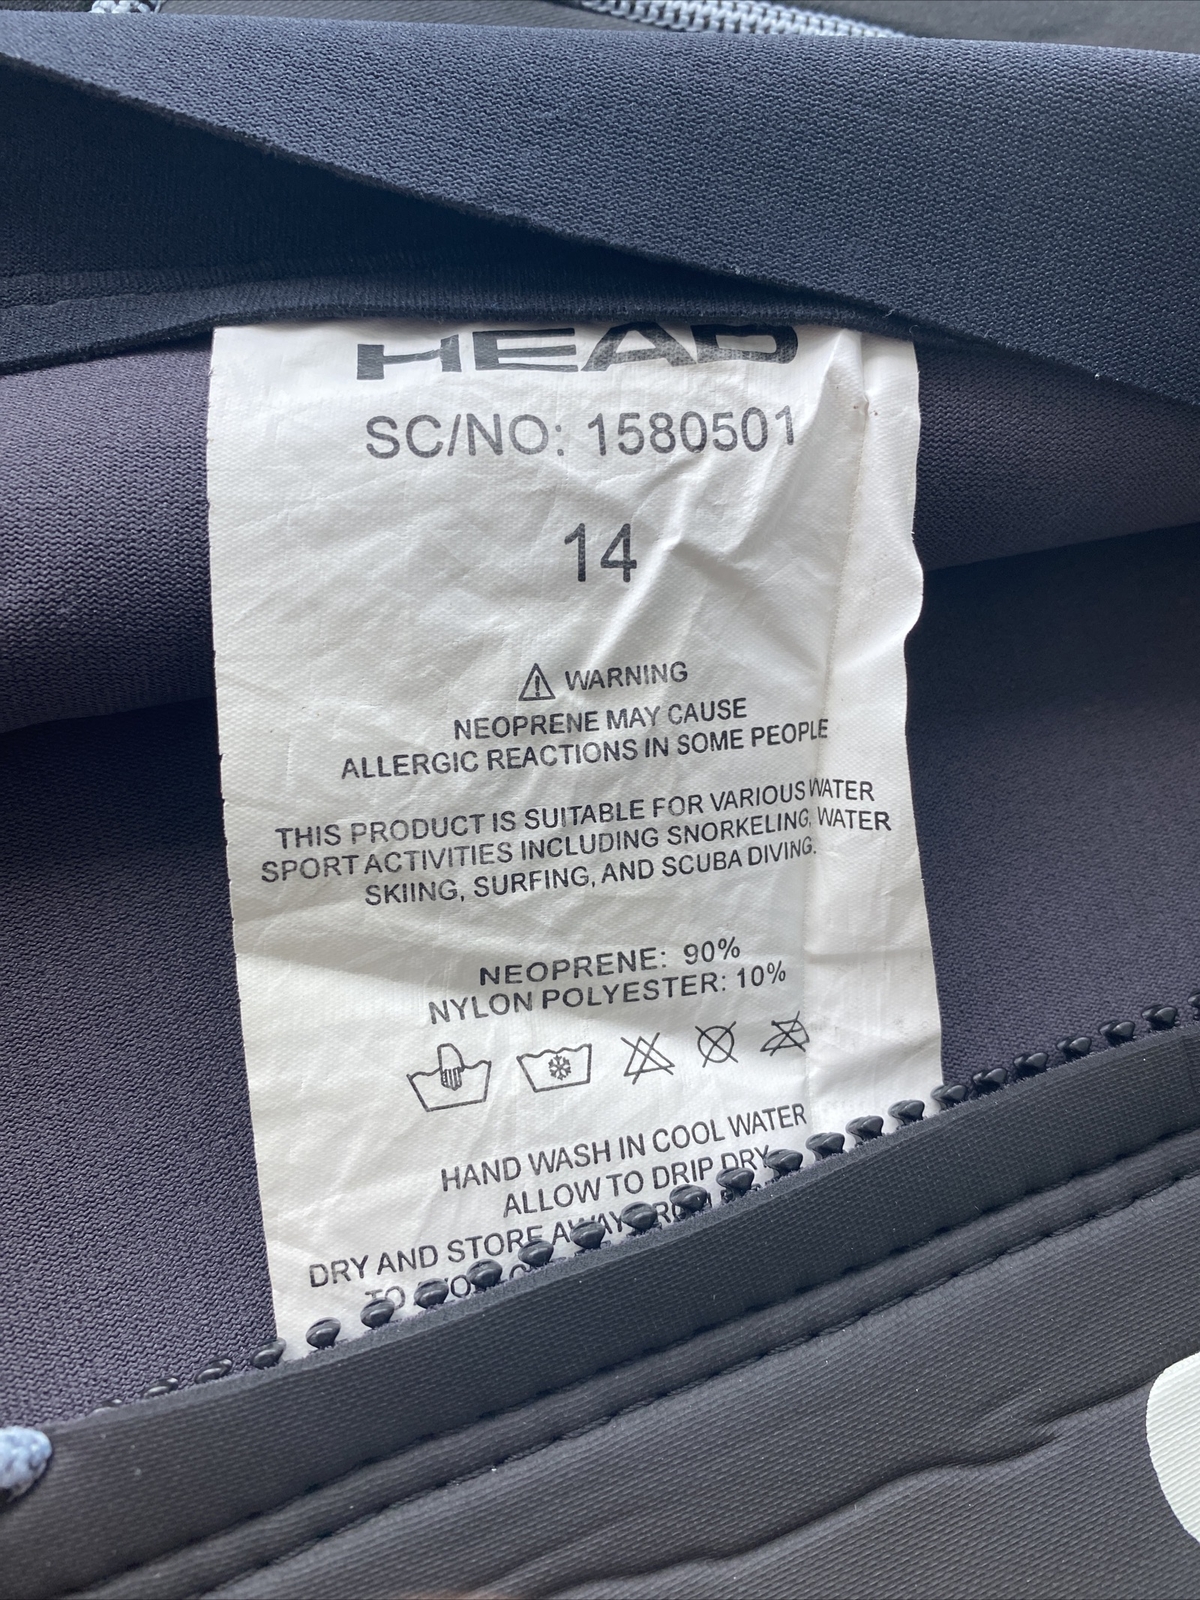 HEAD
SC/NO: 1580501
14
WARNING
NEOPRENE MAY CAUSE
ALLERGIC REACTIONS IN SOME PEOPLE
THIS PRODUCT IS SUITABLE FOR VARIOUS WATER
SPORT ACTIVITIES INCLUDING SNORKELING, WATER
SKIING, SURFING, AND SCUBA DIVING.
NEOPRENE: 90%
NYLON POLYESTER: 10%
HAND WASH IN COOL WATER
ALLOW TO DRIP DRY
DRY AND STORE AWAY
TO